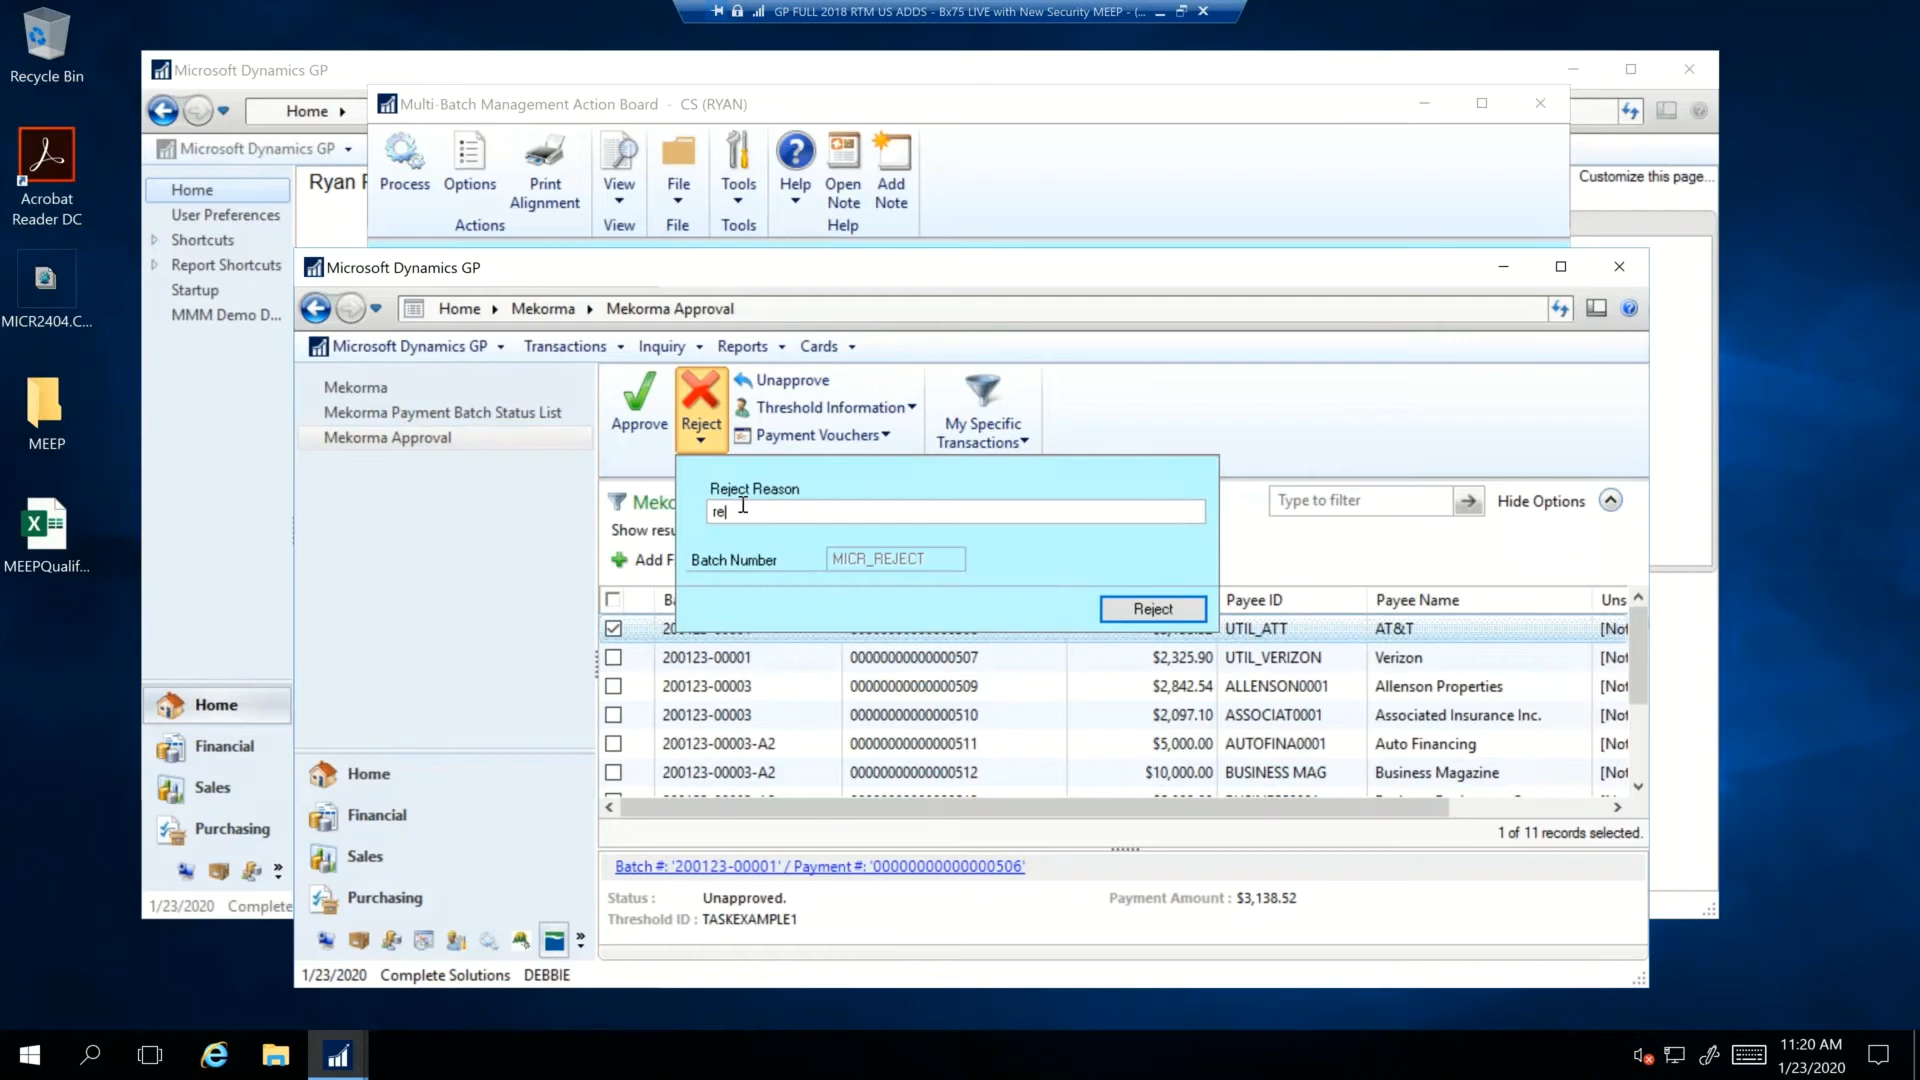 GP FULL 2018 RTM US ADDS - Bx75 LIVE with New Security MEEP - (...
Recycle Bin
Acrobat
Reader DC
MICR2404.C...
MEEP
MEEPQualif...
Microsoft Dynamics GP
Home
Microsoft Dynamics GP
Home
User Preferences
Shortcuts
Report Shortcuts
Startup
MMM Demo D...
Ryan
Customize this page...
Home
Financial
Sales
Purchasing
1/23/2020 Complete
Multi-Batch Management Action Board - CS (RYAN)
Process
Options
Print
Alignment
Actions
View
View
File
File
Tools
Tools
Help
Open
Note
Add
Note
Help
Microsoft Dynamics GP
Home Mekorma Mekorma Approval
Microsoft Dynamics GP Transactions Inquiry Reports Cards
Mekorma
Mekorma Payment Batch Status List
Mekorma Approval
Approve
Reject
Unapprove
Threshold Information
Payment Vouchers
My Specific
Transactions
Reject Reason
re
Batch Number MICR_REJECT
Reject
Meko
Show resu
Add F
Type to filter
Hide Options
Ba Payee ID Payee Name Uns
UTIL_ATT AT&T [Not
200123-00001 00000000000000507 $2,325.90 UTIL_VERIZON Verizon [Not
200123-00003 00000000000000509 $2,842.54 ALLENSON0001 Allenson Properties [Not
200123-00003 00000000000000510 $2,097.10 ASSOCIAT0001 Associated Insurance Inc. [Not
200123-00003-A2 00000000000000511 $5,000.00 AUTOFINA0001 Auto Financing [Not
200123-00003-A2 00000000000000512 $10,000.00 BUSINESS MAG Business Magazine [Not
1 of 11 records selected.
Batch #: '200123-00001' / Payment #: '00000000000000506'
Status : Unapproved. Payment Amount : $3,138.52
Threshold ID : TASKEXAMPLE1
Home
Financial
Sales
Purchasing
1/23/2020 Complete Solutions DEBBIE
11:20 AM
1/23/2020